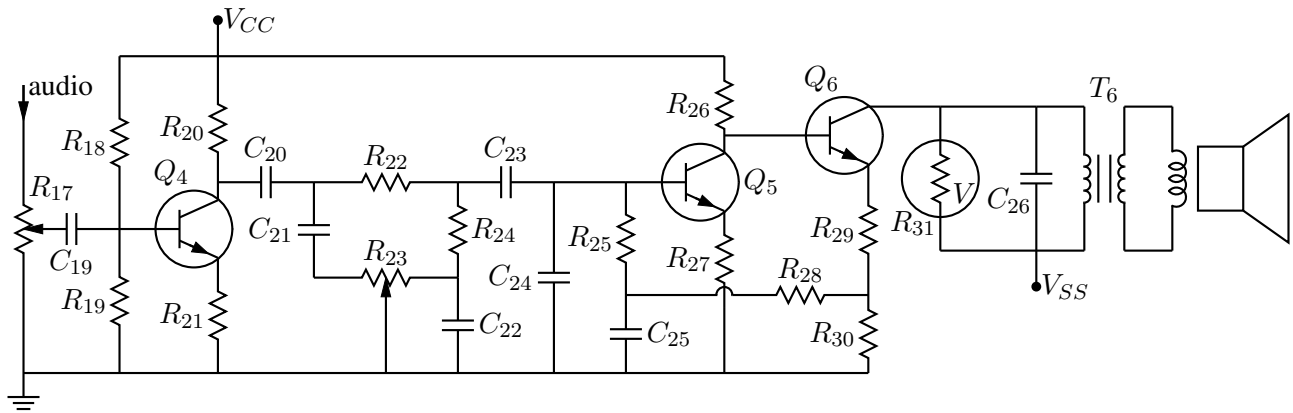 V_CC
audio
Q_6
T_6
R_26
R_18
R_20
C_20
R_22
C_23
Q_4
Q_5
R_17
V
C_26
C_21
R_24
R_25
R_29
R_31
C_19
R_23
R_27
R_28
C_24
V_SS
R_19
R_21
C_22
C_25
R_30